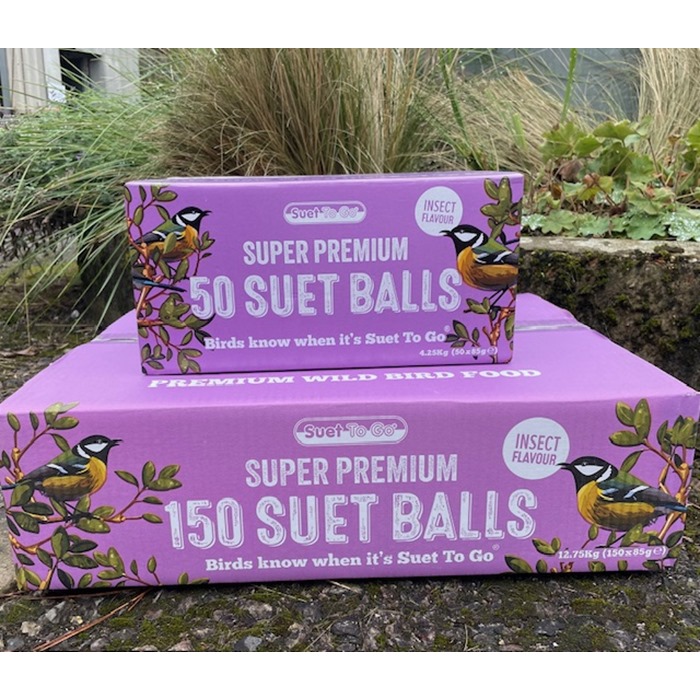 Suet To Go®
INSECT
FLAVOUR
SUPER PREMIUM
50 SUET BALLS
Birds know when it's Suet To Go®
4.25Kg (50x85g e)
PREMIUM WILD BIRD FOOD
Suet To Go®
INSECT
FLAVOUR
SUPER PREMIUM
150 SUET BALLS
Birds know when it's Suet To Go®
12.75Kg (150x85g e)